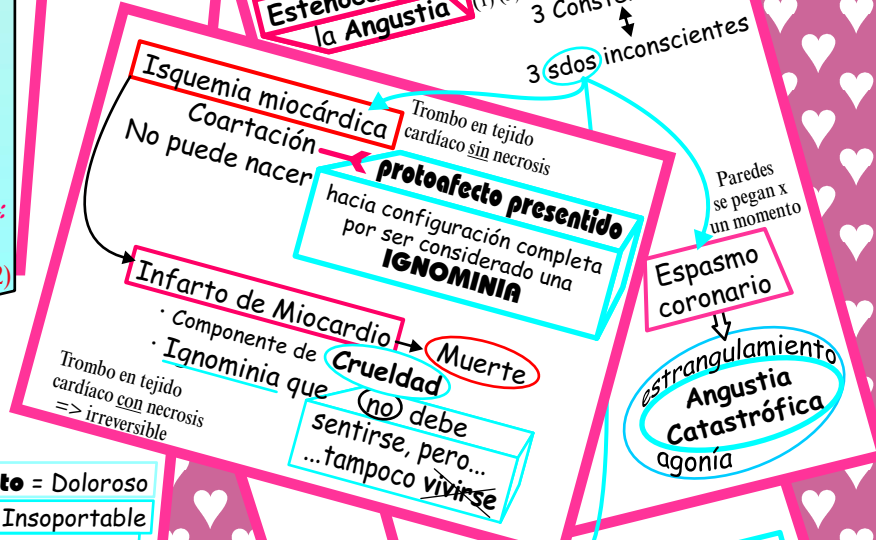 la Angustia
3
3 sdos inconscientes
Isquemia miocárdica
Trombo en tejido
cardíaco sin necrosis
Coartación
No puede nacer
protoafecto presentido
hacia configuración completa
por ser considerado una
IGNOMINIA
Paredes
se pegan x
un momento
Espasmo
coronario
estrangulamiento
Angustia
Catastrófica
agonía
Infarto de Miocardio
Muerte
· Componente de Crueldad
· Ignominia que
no debe
sentirse, pero...
...tampoco vivirse
Trombo en tejido
cardíaco con necrosis
=> irreversible
to = Doloroso
Insoportable